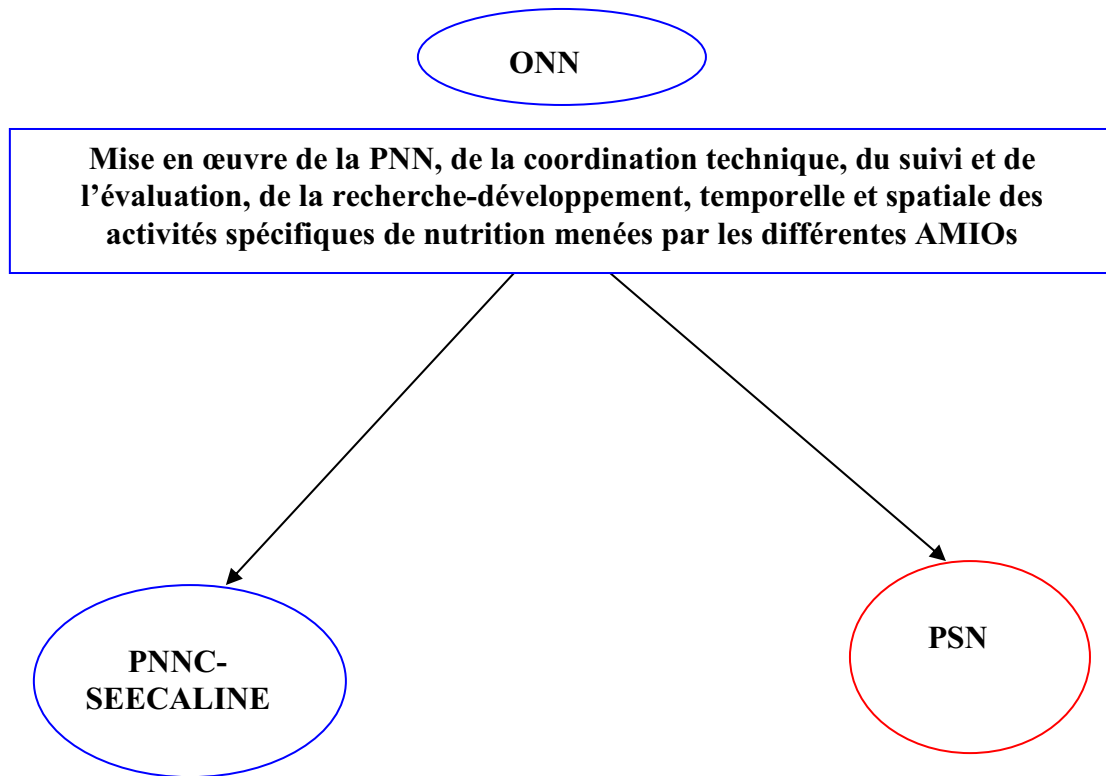 ONN
Mise en œuvre de la PNN, de la coordination technique, du suivi et de
l’évaluation, de la recherche-développement, temporelle et spatiale des
activités spécifiques de nutrition menées par les différentes AMIOs
PSN
PNNC-
SEECALINE